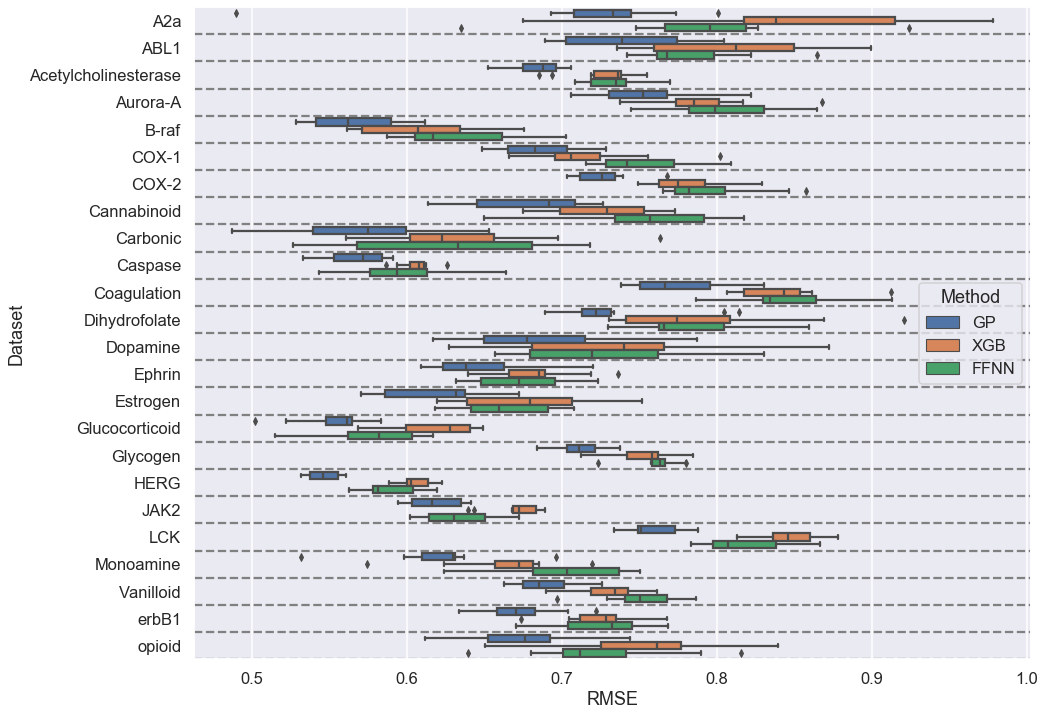 A2a
ABL1
Acetylcholinesterase
Aurora-A
B-raf
COX-1
COX-2
Cannabinoid
Carbonic
Caspase
Coagulation
Dihydrofolate
Dopamine
Ephrin
Estrogen
Glucocorticoid
Glycogen
HERG
JAK2
LCK
Monoamine
Vanilloid
erbB1
opioid
Dataset
Method
GP
XGB
FFNN
0.5 0.6 0.7 0.8 0.9 1.0
RMSE